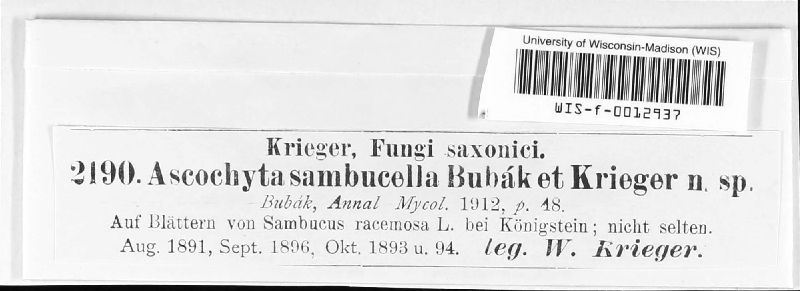 University of Wisconsin-Madison (WIS)
WIS-f-0012937
Krieger, Fungi saxonici.
2190. Ascochyta sambucella Bubák et Krieger n. sp.
Bubák, Annal Mycol. 1912, p. 48.
Auf Blättern von Sambucus racemosa L. bei Königstein; nicht selten.
Aug. 1891, Sept. 1896, Okt. 1893 u. 94. leg. W. Krieger.